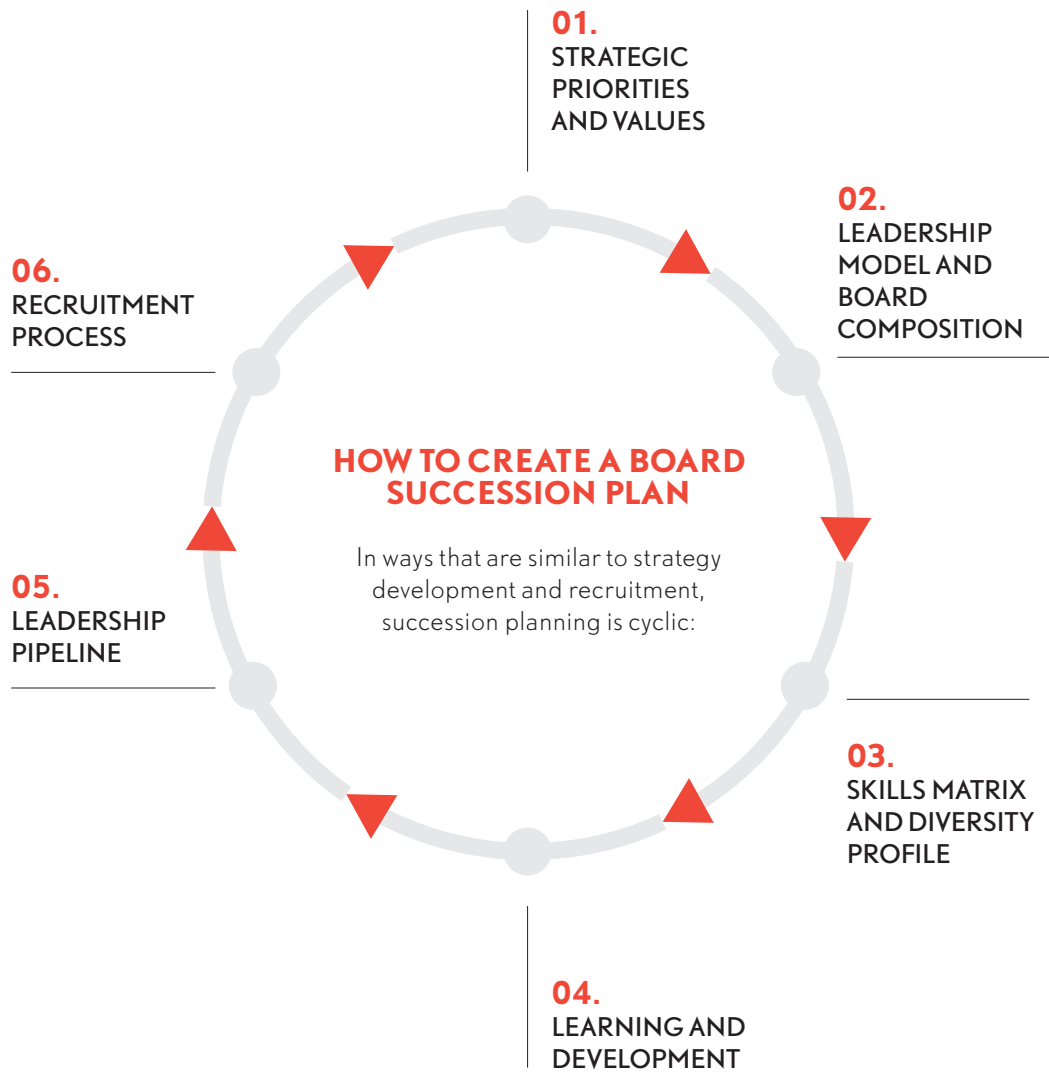 01.
STRATEGIC
PRIORITIES
AND VALUES
02.
LEADERSHIP
MODEL AND
BOARD
COMPOSITION
06.
RECRUITMENT
PROCESS
HOW TO CREATE A BOARD
SUCCESSION PLAN
In ways that are similar to strategy
development and recruitment,
succession planning is cyclic:
05.
LEADERSHIP
PIPELINE
03.
SKILLS MATRIX
AND DIVERSITY
PROFILE
04.
LEARNING AND
DEVELOPMENT